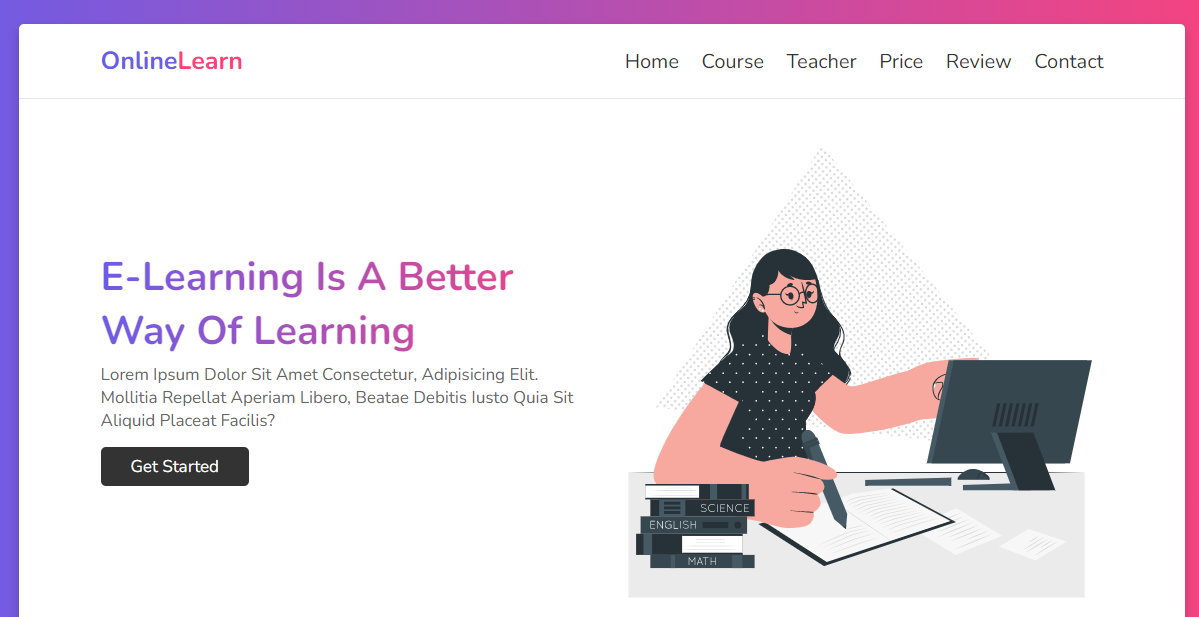 OnlineLearn
Home Course Teacher Price Review Contact
E-Learning Is A Better
Way Of Learning
Lorem Ipsum Dolor Sit Amet Consectetur, Adipisicing Elit.
Mollitia Repellat Aperiam Libero, Beatae Debitis Iusto Quia Sit
Aliquid Placeat Facilis?
Get Started
SCIENCE
ENGLISH
MATH